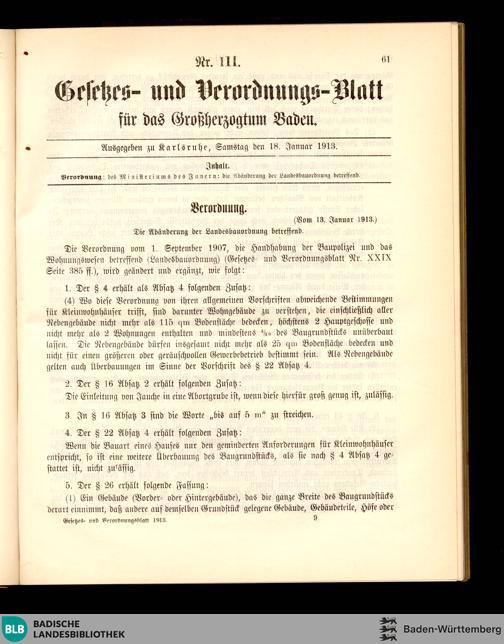 Nr. III.
61
Gesetzes- und Verordnungs-Blatt
für das Großherzogtum Baden.
Ausgegeben zu Karlsruhe, Samstag den 18. Januar 1913.
Inhalt.
Verordnung: des Ministeriums des Innern: die Abänderung der Landesbauordnung betreffend.
Verordnung.
(Vom 13. Januar 1913.)
Die Abänderung der Landesbauordnung betreffend.
Die Verordnung vom 1. September 1907, die Handhabung der Baupolizei und das
Wohnungswesen betreffend (Landesbauordnung) (Gesetzes- und Verordnungsblatt Nr. XXIX
Seite 385 ff.), wird geändert und ergänzt, wie folgt:
1. Der § 4 erhält als Absatz 4 folgenden Zusatz:
(4) Wo diese Verordnung von ihren allgemeinen Vorschriften abweichende Bestimmungen
für Kleinwohnhäuser trifft, sind darunter Wohngebäude zu verstehen, die einschließlich aller
Nebengebäude nicht mehr als 115 qm Bodenfläche bedecken, höchstens 2 Hauptgeschosse und
nicht mehr als 2 Wohnungen enthalten und mindestens des Baugrundstücks unüberbaut
lassen. Die Nebengebäude dürfen insgesamt nicht mehr als 25 qm Bodenfläche bedecken und
nicht für einen größeren oder geräuschvollen Gewerbebetrieb bestimmt sein. Als Nebengebäude
gelten auch Überbauungen im Sinne der Vorschrift des § 22 Absatz 4.
2. Der § 16 Absatz 2 erhält folgenden Zusatz:
Die Einleitung von Jauche in eine Abortgrube ist, wenn diese hierfür groß genug ist, zulässig.
3. In § 16 Absatz 3 sind die Worte „bis auf 5 m“ zu streichen.
4. Der § 22 Absatz 4 erhält folgenden Zusatz:
Wenn die Bauart eines Hauses nur den geminderten Anforderungen für Kleinwohnhäuser
entspricht, so ist eine weitere Überbauung des Baugrundstücks, als sie nach § 4 Absatz 4 ge-
stattet ist, nicht zulässig.
5. Der § 26 erhält folgende Fassung:
(1) Ein Gebäude (Vorder- oder Hintergebäude), das die ganze Breite des Baugrundstücks
derart einnimmt, daß andere auf demselben Grundstück gelegene Gebäude, Gebäudeteile, Höfe oder
Gesetzes- und Verordnungsblatt 1913.
9
BLB
BADISCHE
LANDESBIBLIOTHEK
Baden-Württemberg